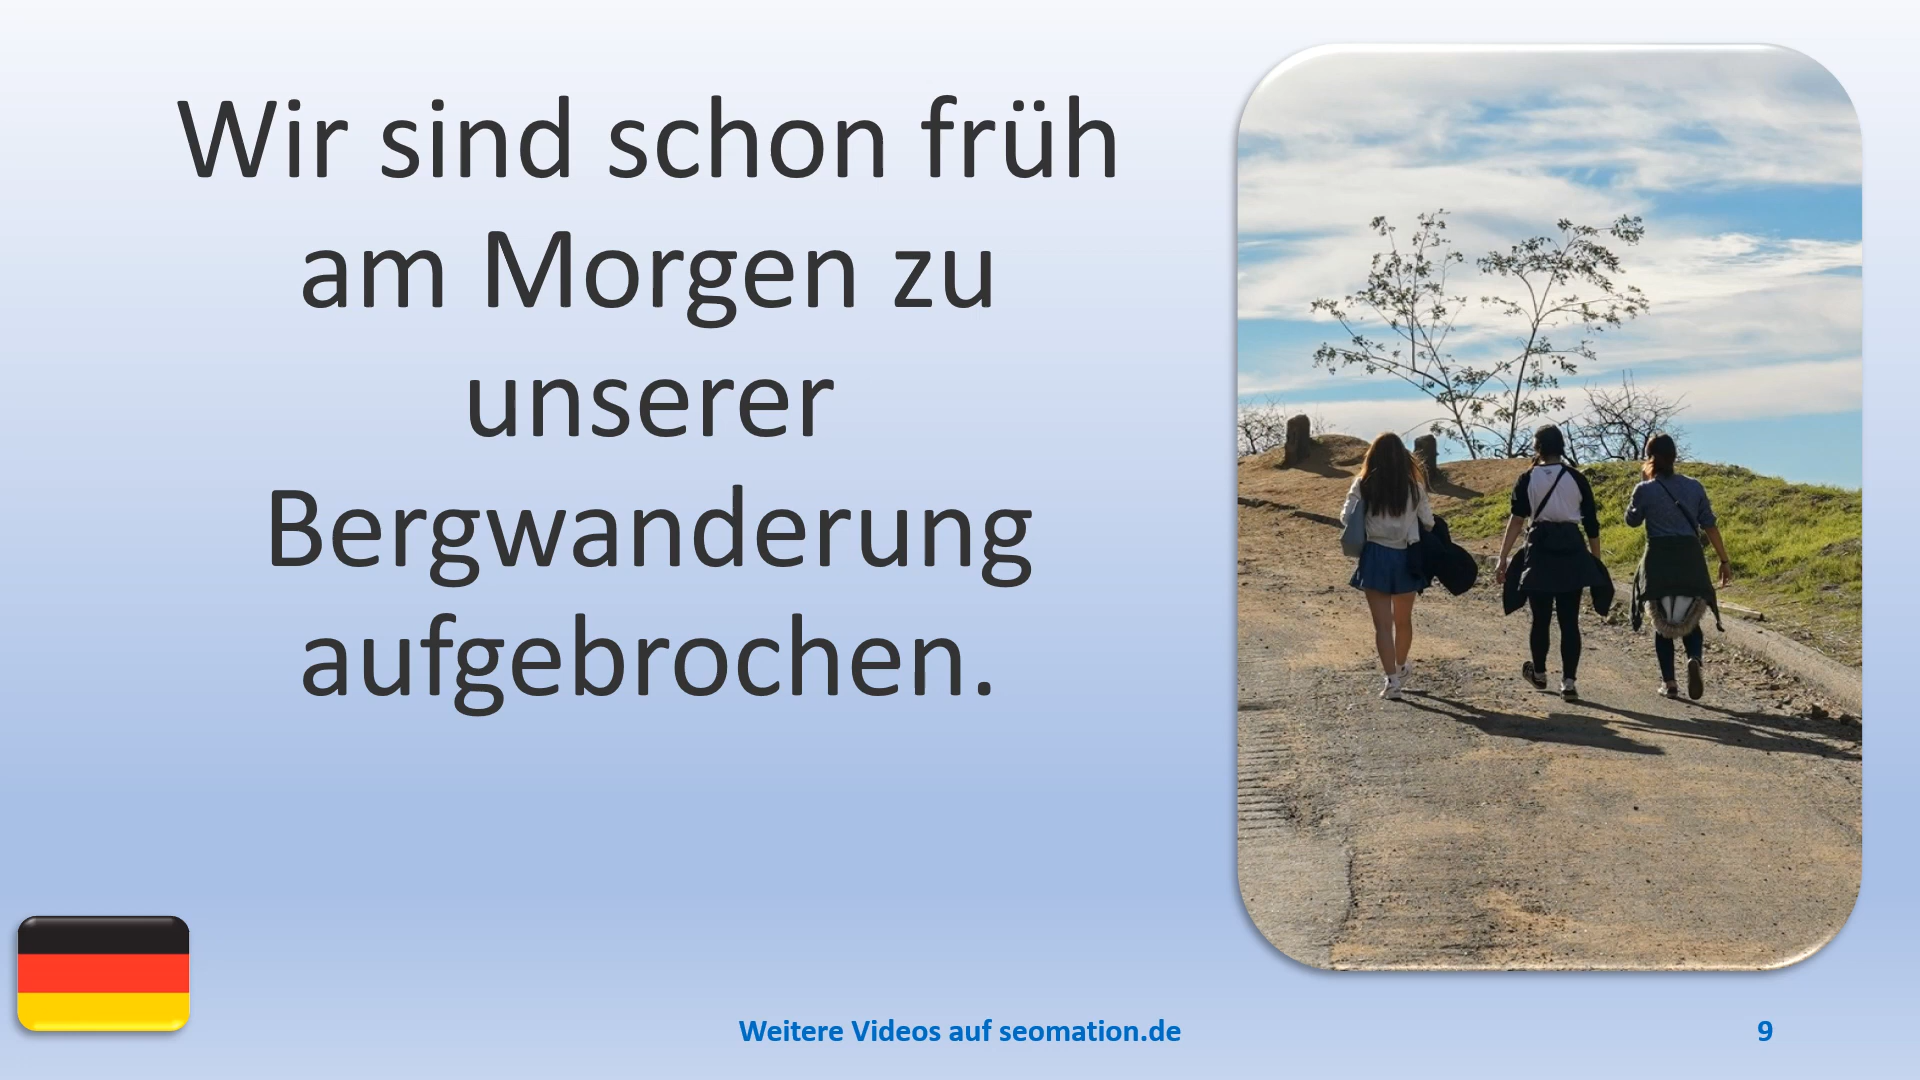 Wir sind schon früh
am Morgen zu
unserer
Bergwanderung
aufgebrochen.
Weitere Videos auf seomation.de
9